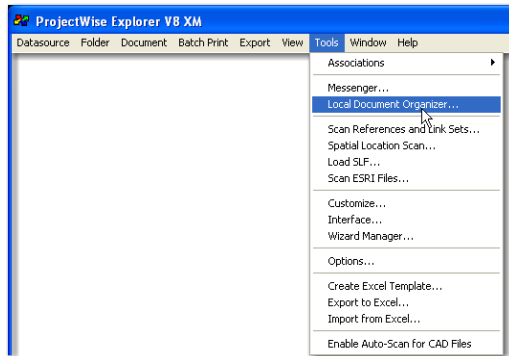 ProjectWise Explorer V8 XM
Datasource Folder Document Batch Print Export View Tools Window Help
Associations
Messenger...
Local Document Organizer...
Scan References and Link Sets...
Spatial Location Scan...
Load SLF...
Scan ESRI Files...
Customize...
Interface...
Wizard Manager...
Options...
Create Excel Template...
Export to Excel...
Import from Excel...
Enable Auto-Scan for CAD Files